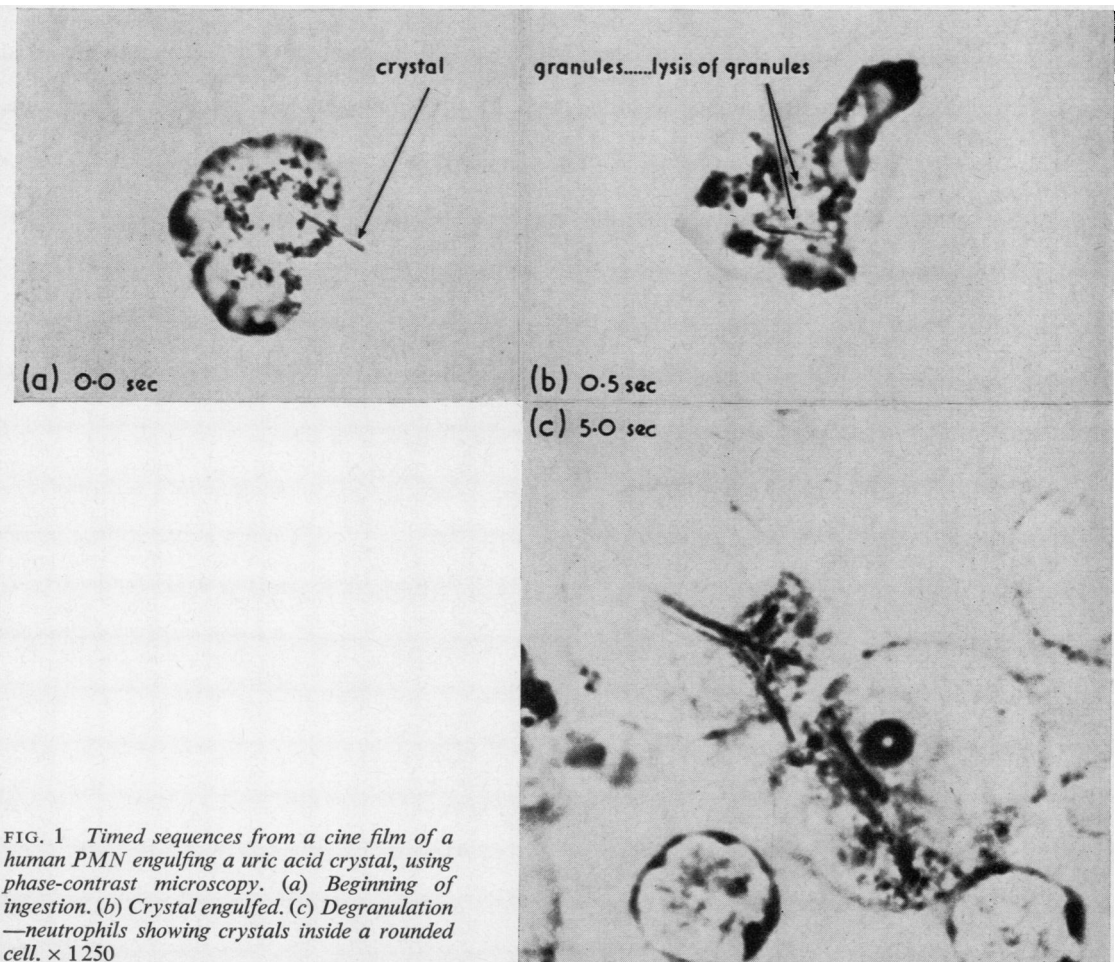 crystal
granules......lysis of granules
(a) 0·0 sec
(b) 0·5 sec
(c) 5·0 sec
FIG. 1 Timed sequences from a cine film of a
human PMN engulfing a uric acid crystal, using
phase-contrast microscopy. (a) Beginning of
ingestion. (b) Crystal engulfed. (c) Degranulation
—neutrophils showing crystals inside a rounded
cell. × 1250